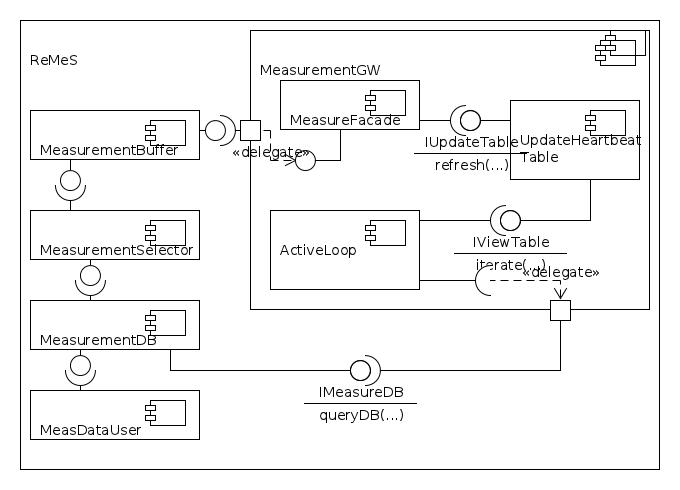 ReMeS
MeasurementGW
MeasureFacade
MeasurementBuffer
«delegate»
IUpdateTable
refresh(...)
UpdateHeartbeat
Table
MeasurementSelector
ActiveLoop
IViewTable
iterate(...)
«delegate»
MeasurementDB
IMeasureDB
queryDB(...)
MeasDataUser